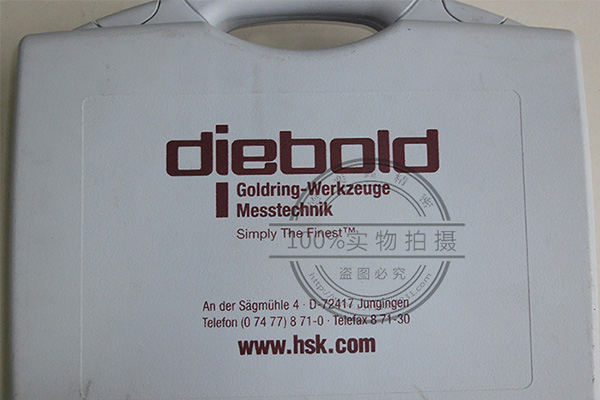 diebold
Goldring-Werkzeuge
Messtechnik
Simply The Finest™
100%实物拍摄
盗图必究
An der Sägmühle 4 · D-72417 Jungingen
Telefon (0 74 77) 8 71-0 · Telefax 8 71-30
www.hsk.com